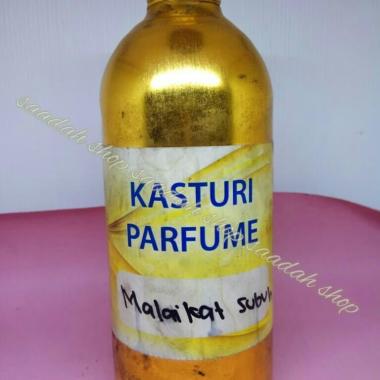 KASTURI
PARFUME
Malaikat Subuh
saadah shop
saadah shop